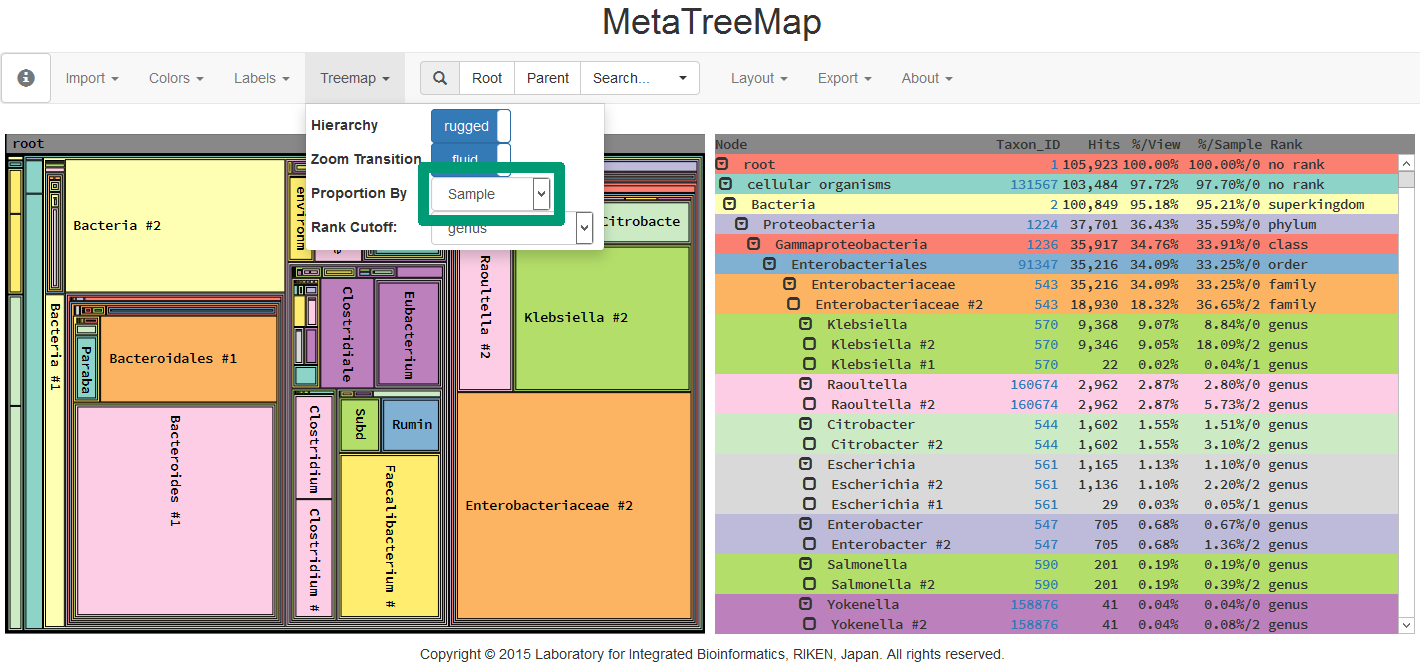 MetaTreeMap
Import Colors Labels Treemap Root Parent Search... Layout Export About
Hierarchy rugged
Zoom Transition fluid
Proportion By Sample
Rank Cutoff: genus
root
Bacteria #2
Bacteria #1
Bacteroidales #1
Paraba
Bacteroides #1
environm
Clostridiale
Eubacterium
Clostridium
Clostridium #
Subd
Rumin
Faecalibacterium #
Citrobacte
Raoultella #2
Klebsiella #2
Enterobacteriaceae #2
Node Taxon_ID Hits %/View %/Sample Rank
root 1 105,923 100.00% 100.00%/0 no rank
cellular organisms 131567 103,484 97.72% 97.70%/0 no rank
Bacteria 2 100,849 95.18% 95.21%/0 superkingdom
Proteobacteria 1224 37,701 36.43% 35.59%/0 phylum
Gammaproteobacteria 1236 35,917 34.76% 33.91%/0 class
Enterobacteriales 91347 35,216 34.09% 33.25%/0 order
Enterobacteriaceae 543 35,216 34.09% 33.25%/0 family
Enterobacteriaceae #2 543 18,930 18.32% 36.65%/2 family
Klebsiella 570 9,368 9.07% 8.84%/0 genus
Klebsiella #2 570 9,346 9.05% 18.09%/2 genus
Klebsiella #1 570 22 0.02% 0.04%/1 genus
Raoultella 160674 2,962 2.87% 2.80%/0 genus
Raoultella #2 160674 2,962 2.87% 5.73%/2 genus
Citrobacter 544 1,602 1.55% 1.51%/0 genus
Citrobacter #2 544 1,602 1.55% 3.10%/2 genus
Escherichia 561 1,165 1.13% 1.10%/0 genus
Escherichia #2 561 1,136 1.10% 2.20%/2 genus
Escherichia #1 561 29 0.03% 0.05%/1 genus
Enterobacter 547 705 0.68% 0.67%/0 genus
Enterobacter #2 547 705 0.68% 1.36%/2 genus
Salmonella 590 201 0.19% 0.19%/0 genus
Salmonella #2 590 201 0.19% 0.39%/2 genus
Yokenella 158876 41 0.04% 0.04%/0 genus
Yokenella #2 158876 41 0.04% 0.08%/2 genus
Copyright © 2015 Laboratory for Integrated Bioinformatics, RIKEN, Japan. All rights reserved.